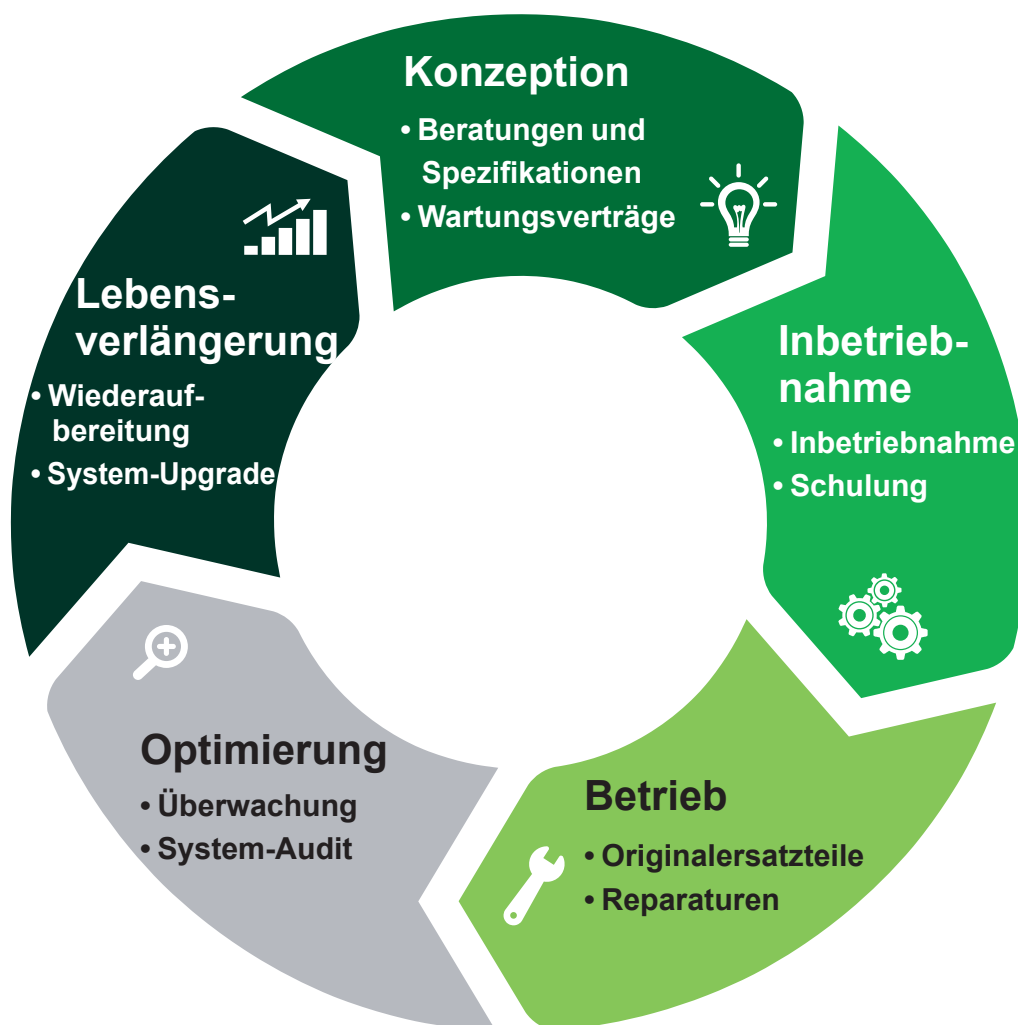 Konzeption
• Beratungen und
Spezifikationen
• Wartungsverträge
Inbetrieb-
nahme
• Inbetriebnahme
• Schulung
Betrieb
• Originalersatzteile
• Reparaturen
Optimierung
• Überwachung
• System-Audit
Lebens-
verlängerung
• Wiederauf-
bereitung
• System-Upgrade